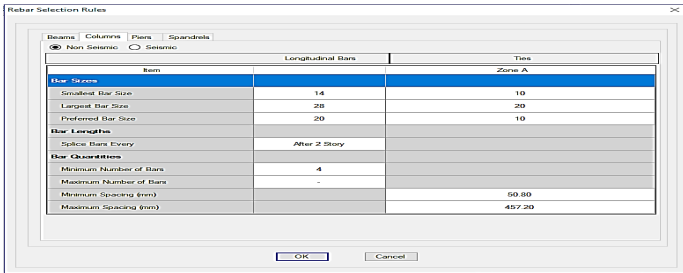 Rebar Selection Rules
Beams Columns Piers Spandrels
Non Seismic Seismic
Longitudinal Bars Ties
Item Zone A
Bar Sizes
Smallest Bar Size 14 10
Largest Bar Size 28 20
Preferred Bar Size 20 10
Bar Lengths
Splice Bars Every After 2 Story
Bar Quantities
Minimum Number of Bars 4
Maximum Number of Bars -
Minimum Spacing (mm) 50.80
Maximum Spacing (mm) 457.20
OK Cancel